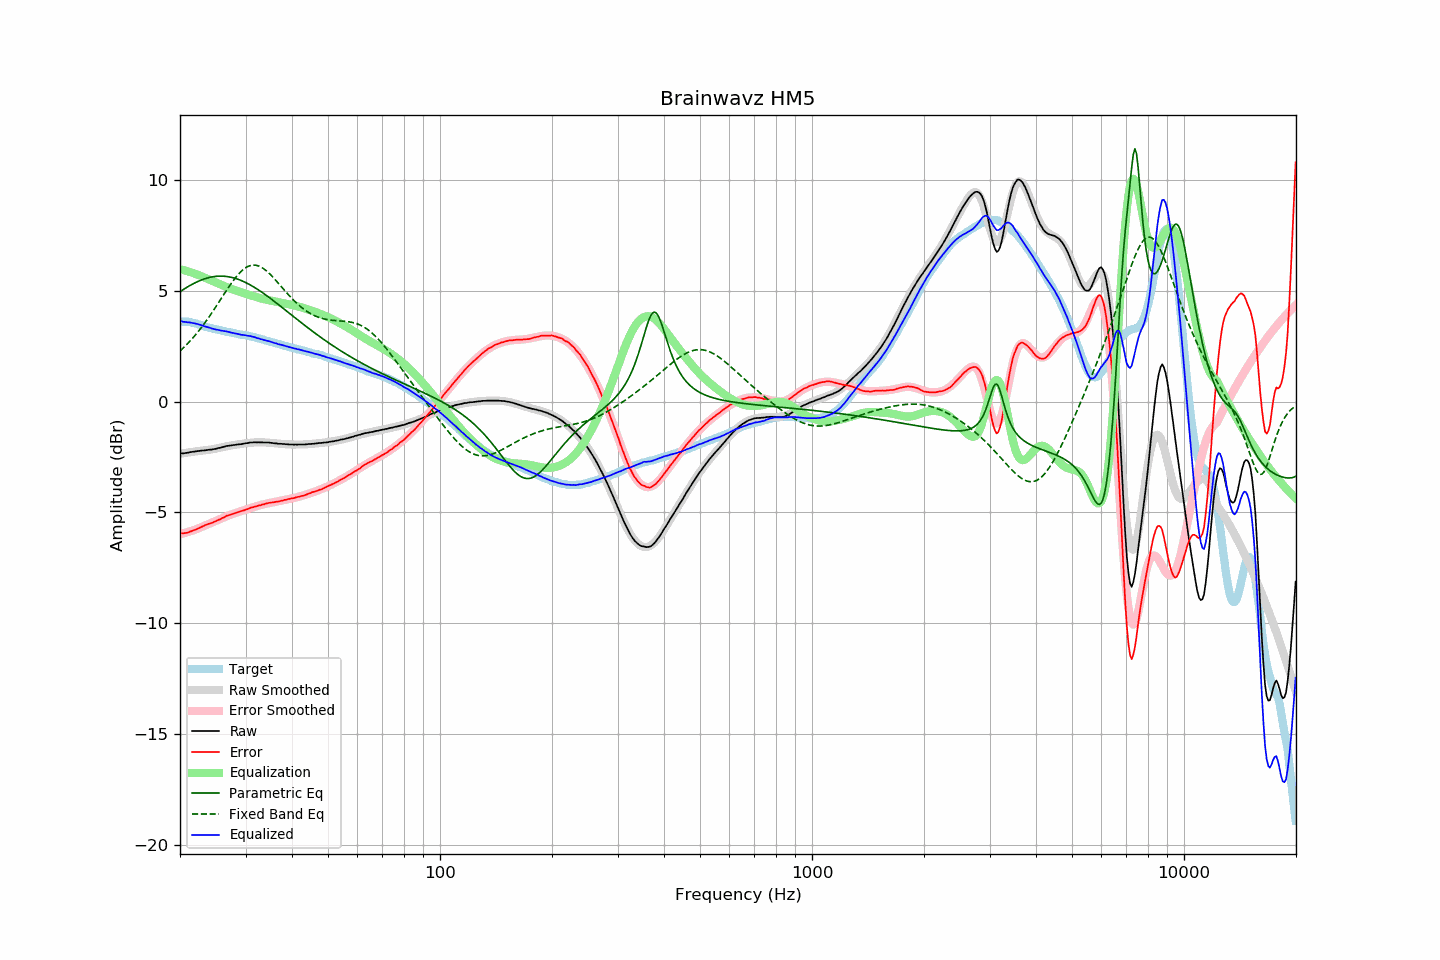 Brainwavz HM5
Amplitude (dBr)
10
5
0
−5
−10
−15
−20
Target
Raw Smoothed
Error Smoothed
Raw
Error
Equalization
Parametric Eq
Fixed Band Eq
Equalized
100
1000
10000
Frequency (Hz)